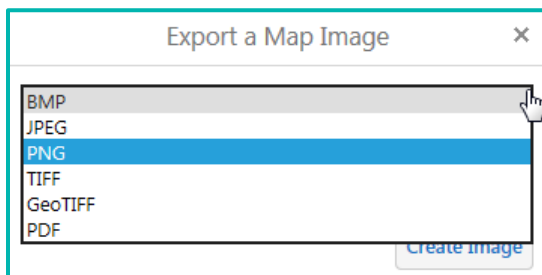 Export a Map Image ×
BMP
JPEG
PNG
TIFF
GeoTIFF
PDF
Create Image